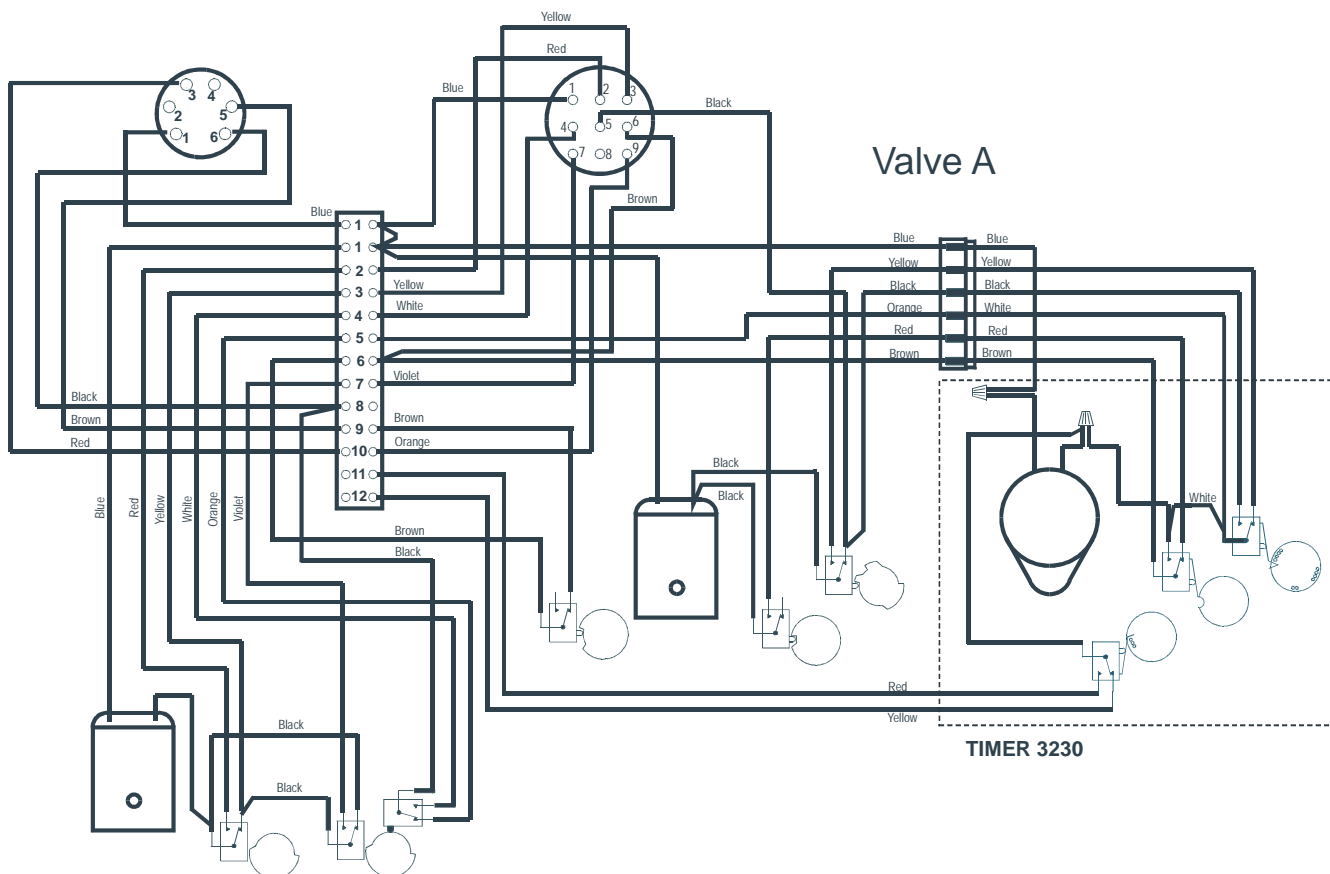 Yellow
Red
Blue
Black
1
2
3
4
5
6
7
8
9
3
4
2
5
1
6
Valve A
Brown
Blue
1
1
2
3
4
5
6
7
8
9
10
11
12
Yellow
White
Violet
Brown
Orange
Blue
Yellow
Black
Orange
Red
Brown
Blue
Yellow
Black
White
Red
Brown
Black
Brown
Red
Blue
Red
Yellow
White
Orange
Violet
Black
Black
White
Brown
Black
Red
Yellow
TIMER 3230
Black
Black